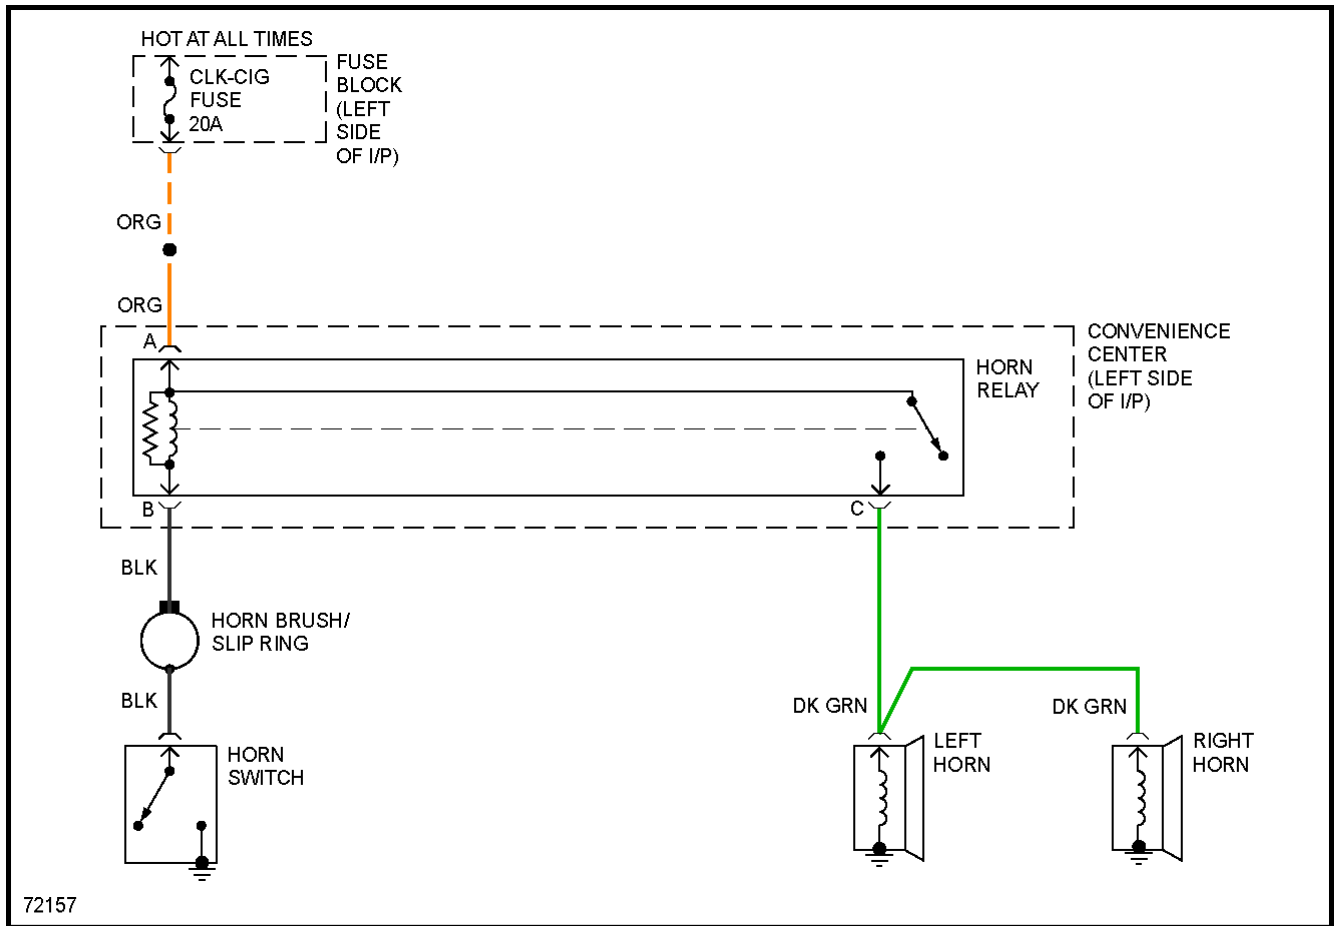 HOT AT ALL TIMES
CLK-CIG
FUSE
20A
FUSE
BLOCK
(LEFT
SIDE
OF I/P)
ORG
ORG
A
HORN
RELAY
CONVENIENCE
CENTER
(LEFT SIDE
OF I/P)
B
C
BLK
HORN BRUSH/
SLIP RING
BLK
DK GRN
DK GRN
HORN
SWITCH
LEFT
HORN
RIGHT
HORN
72157